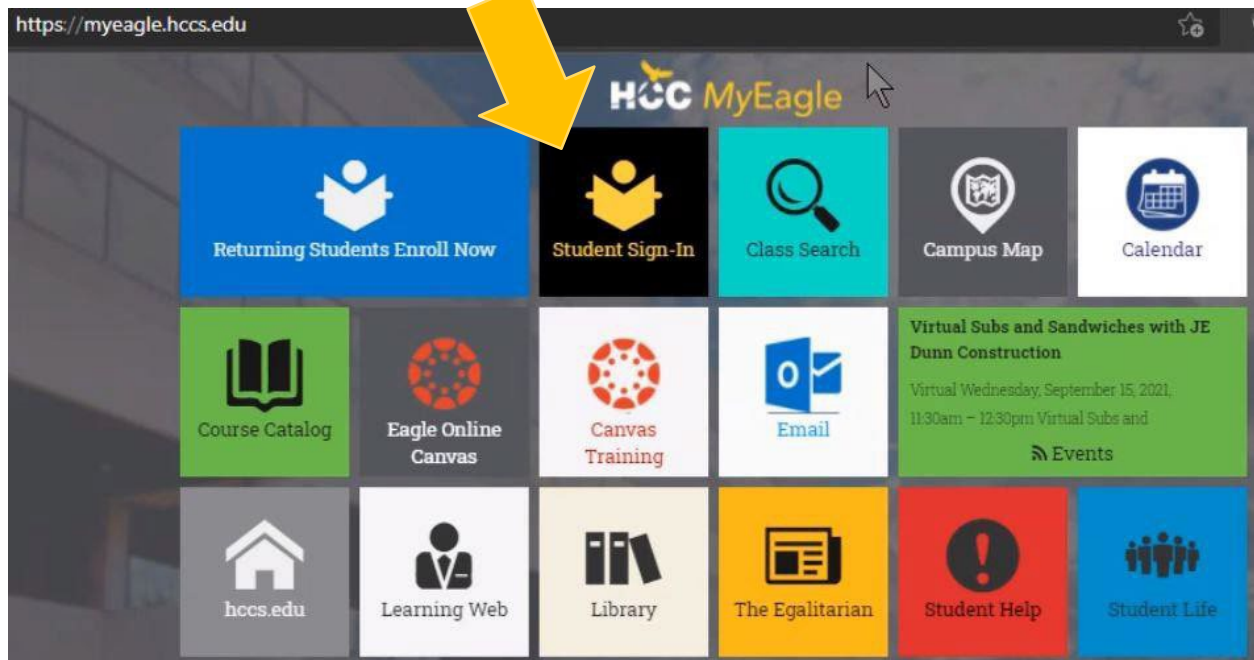 https://myeagle.hccs.edu
HCC MyEagle
Returning Students Enroll Now
Student Sign-In
Class Search
Campus Map
Calendar
Course Catalog
Eagle Online
Canvas
Canvas
Training
Email
Virtual Subs and Sandwiches with JE
Dunn Construction
Virtual Wednesday, September 15, 2021,
11:30am – 12:30pm Virtual Subs and
Events
hccs.edu
Learning Web
Library
The Egalitarian
Student Help
Student Life